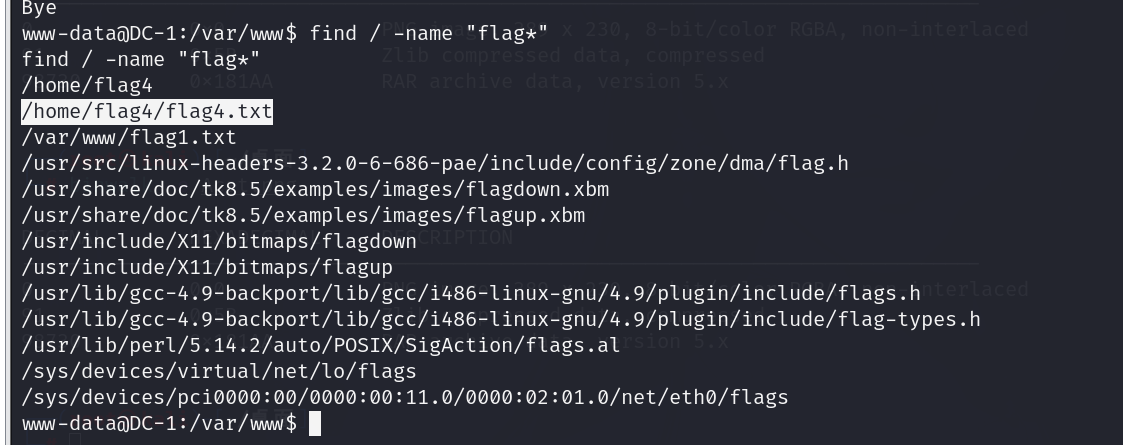 Bye
www-data@DC-1:/var/www$ find / -name "flag*"
find / -name "flag*"
/home/flag4
/home/flag4/flag4.txt
/var/www/flag1.txt
/usr/src/linux-headers-3.2.0-6-686-pae/include/config/zone/dma/flag.h
/usr/share/doc/tk8.5/examples/images/flagdown.xbm
/usr/share/doc/tk8.5/examples/images/flagup.xbm
/usr/include/X11/bitmaps/flagdown
/usr/include/X11/bitmaps/flagup
/usr/lib/gcc-4.9-backport/lib/gcc/i486-linux-gnu/4.9/plugin/include/flags.h
/usr/lib/gcc-4.9-backport/lib/gcc/i486-linux-gnu/4.9/plugin/include/flag-types.h
/usr/lib/perl/5.14.2/auto/POSIX/SigAction/flags.al
/sys/devices/virtual/net/lo/flags
/sys/devices/pci0000:00/0000:00:11.0/0000:02:01.0/net/eth0/flags
www-data@DC-1:/var/www$